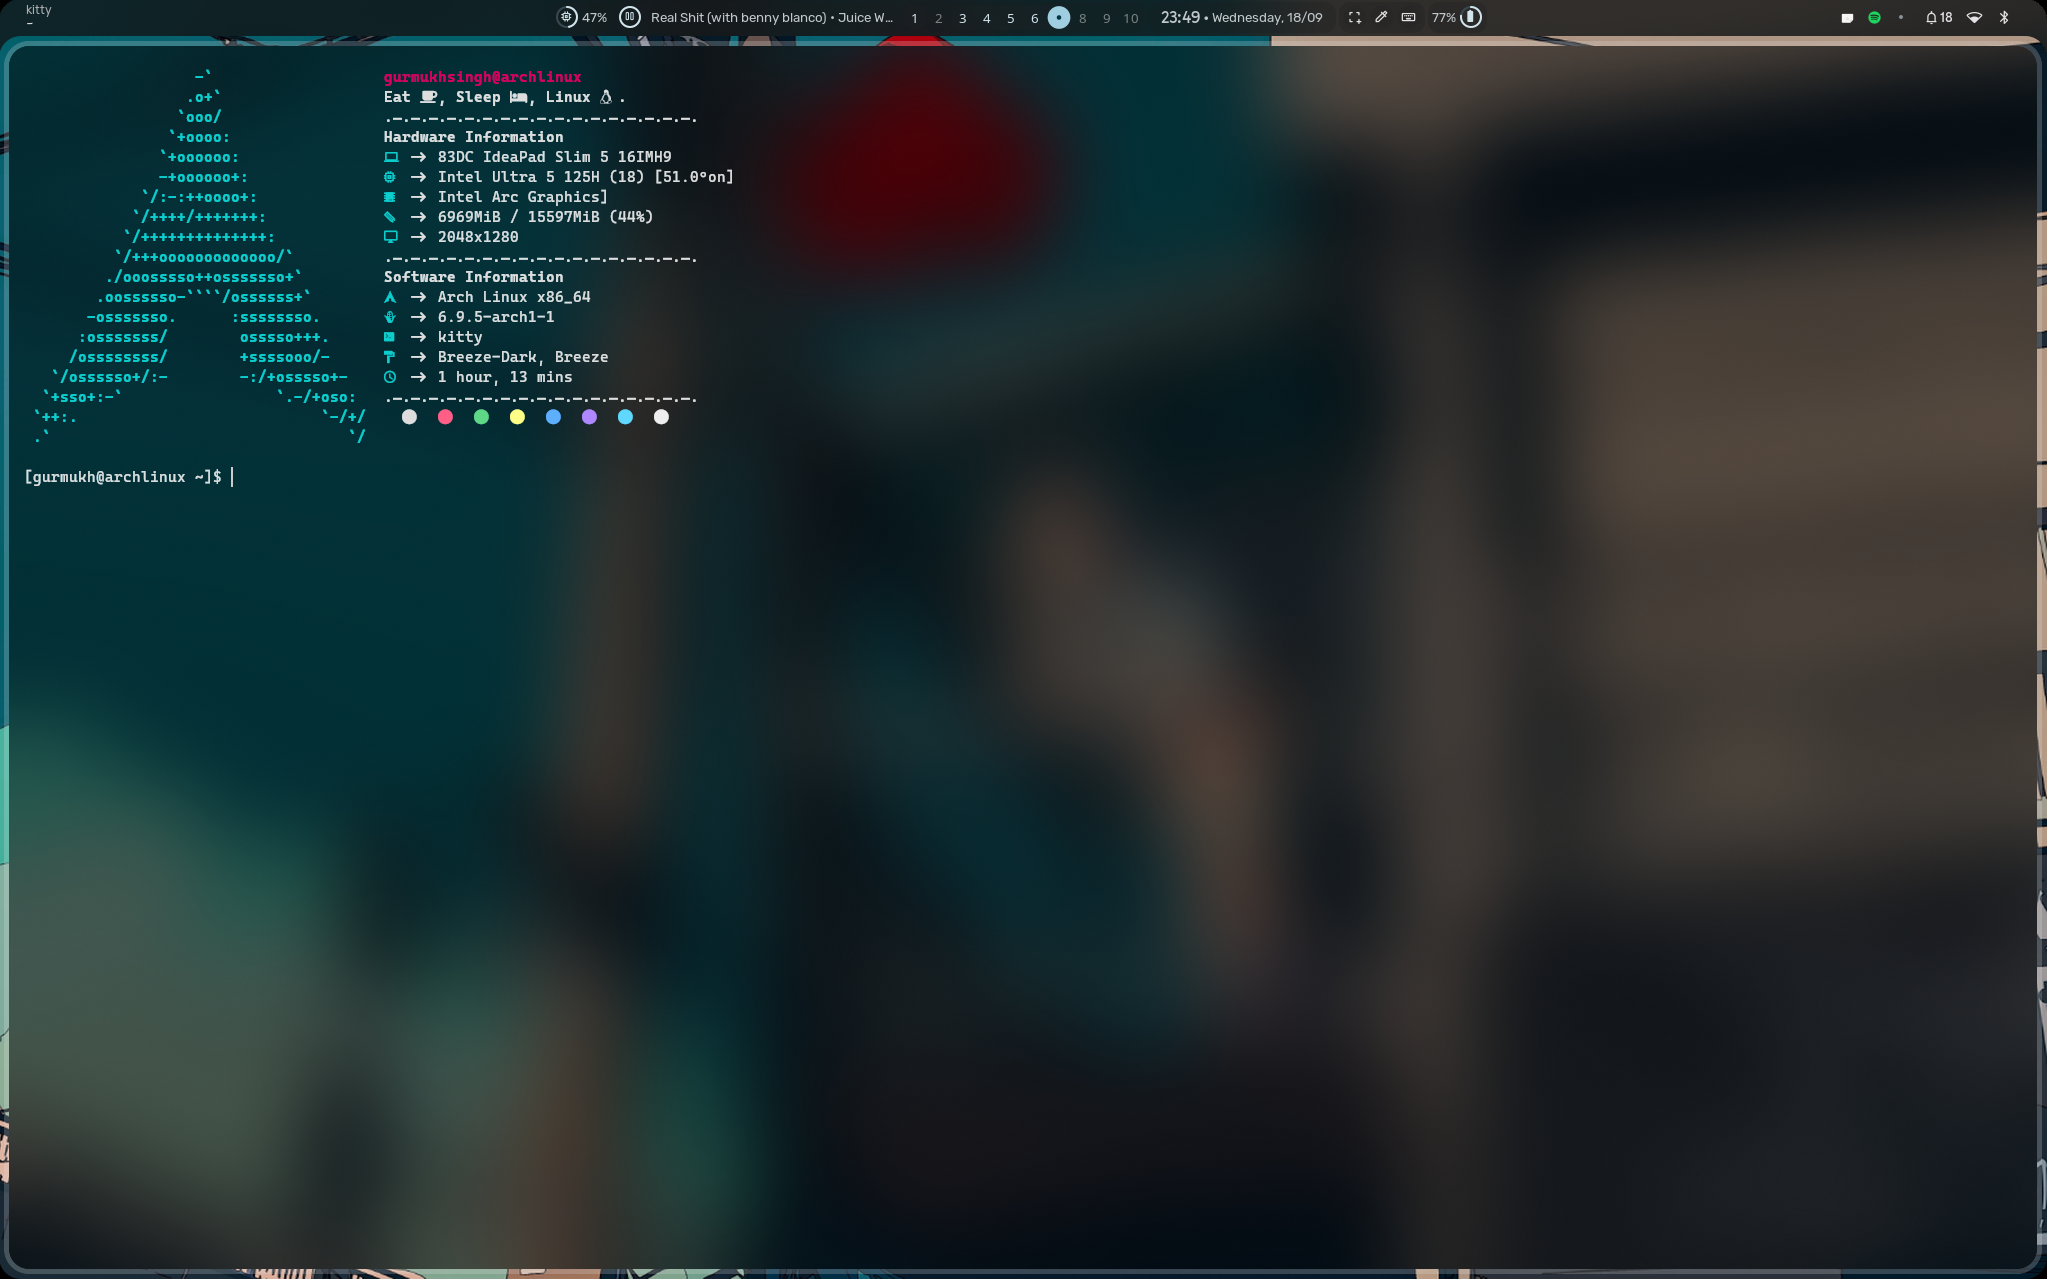 kitty
~
47% Real Shit (with benny blanco) • Juice W... 1 2 3 4 5 6 8 9 10 23:49 • Wednesday, 18/09 77% 18
-`
.o+`
`ooo/
`+oooo:
`+oooooo:
-+oooooo+:
`/:-:++oooo+:
`/++++/+++++++:
`/++++++++++++++:
`/+++ooooooooooooo/`
./ooosssso++osssssso+`
.oossssso-````/ossssss+`
-osssssso.      :ssssssso.
:osssssss/        osssso+++.
/ossssssss/        +ssssooo/-
`/ossssso+/:-        -:/+osssso+-
`+sso+:-`                 `.-/+oso:
`++:.                           `-/+/
.`                                 `/
gurmukhsingh@archlinux
Eat , Sleep , Linux .
.-.-.-.-.-.-.-.-.-.-.-.-.-.-.-.-.-.
Hardware Information
→ 83DC IdeaPad Slim 5 16IMH9
→ Intel Ultra 5 125H (18) [51.0°on]
→ Intel Arc Graphics]
→ 6969MiB / 15597MiB (44%)
→ 2048x1280
.-.-.-.-.-.-.-.-.-.-.-.-.-.-.-.-.-.
Software Information
→ Arch Linux x86_64
→ 6.9.5-arch1-1
→ kitty
→ Breeze-Dark, Breeze
→ 1 hour, 13 mins
.-.-.-.-.-.-.-.-.-.-.-.-.-.-.-.-.-.
[gurmukh@archlinux ~]$